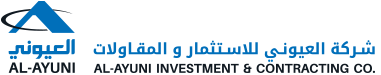 العيوني
AL-AYUNI
شركة العيوني للاستثمار و المقاولات
AL-AYUNI INVESTMENT & CONTRACTING CO.